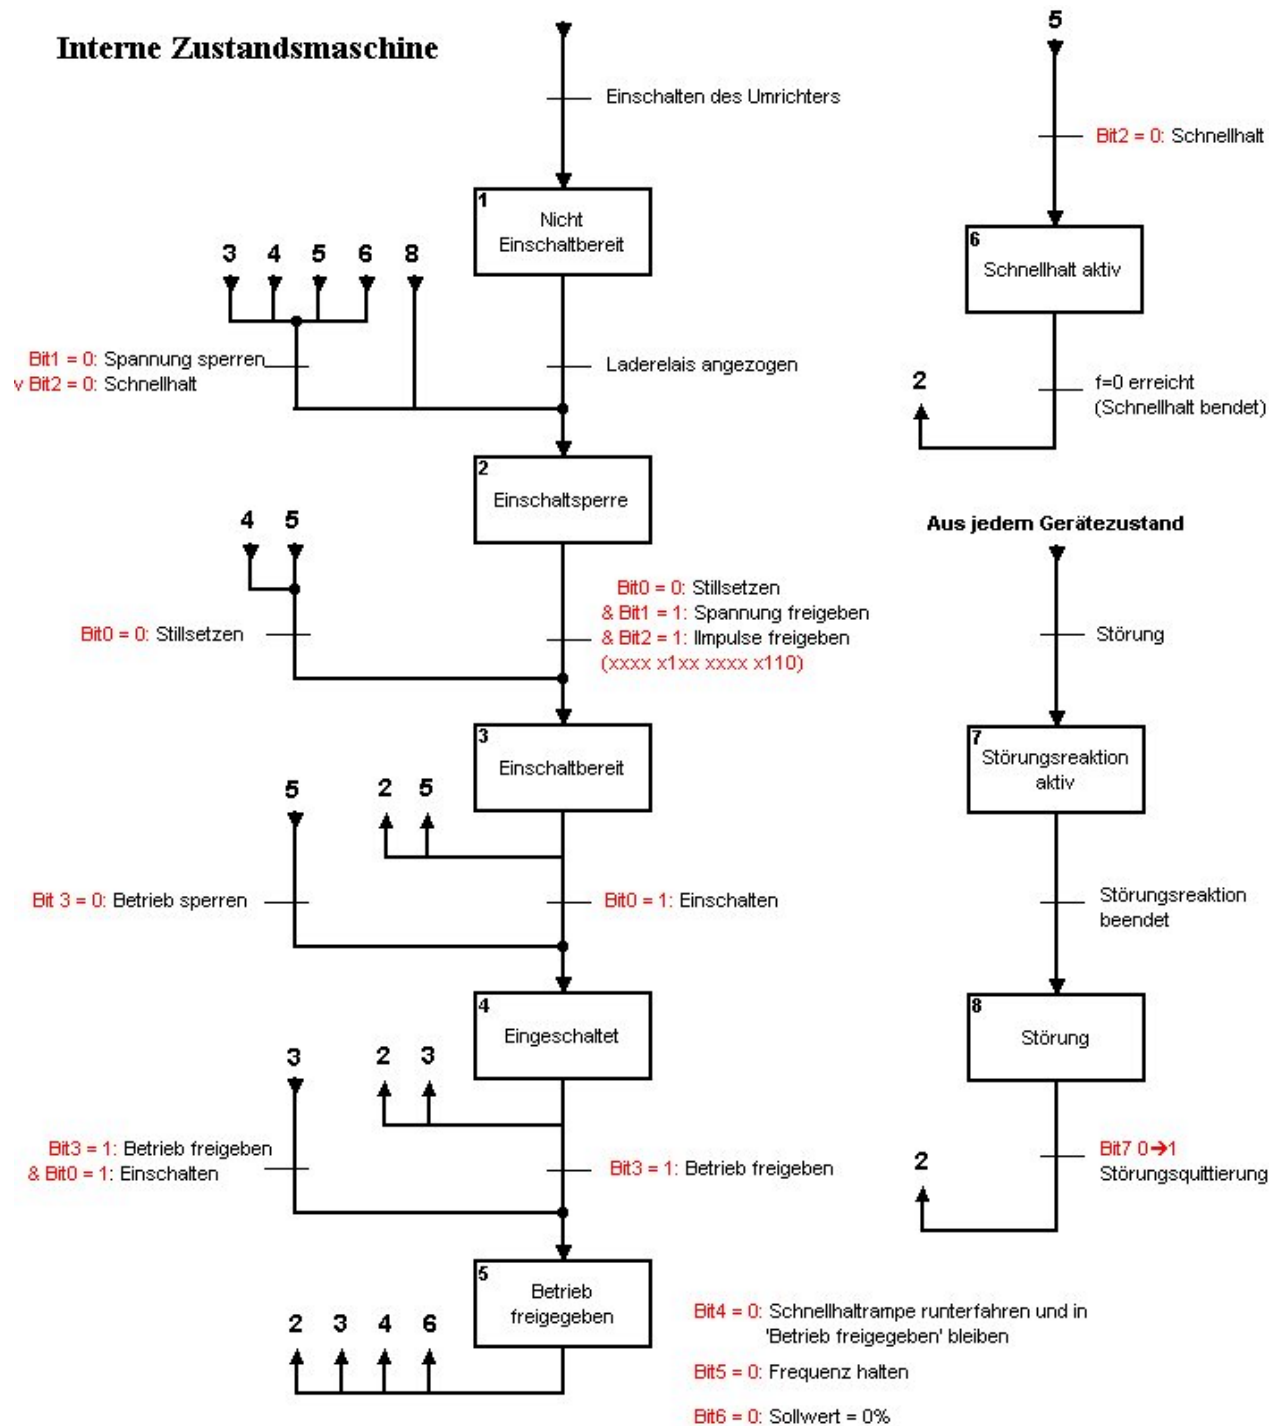 Interne Zustandsmaschine
Einschalten des Umrichters
1
Nicht
Einschaltbereit
3 4 5 6 8
Bit1 = 0: Spannung sperren
v Bit2 = 0: Schnellhalt
Laderelais angezogen
2
Einschaltsperre
4 5
Bit0 = 0: Stillsetzen
Bit0 = 0: Stillsetzen
& Bit1 = 1: Spannung freigeben
& Bit2 = 1: IImpulse freigeben
(xxxx x1xx xxxx x110)
3
Einschaltbereit
5
2 5
Bit 3 = 0: Betrieb sperren
Bit0 = 1: Einschalten
4
Eingeschaltet
3
2 3
Bit3 = 1: Betrieb freigeben
& Bit0 = 1: Einschalten
Bit3 = 1: Betrieb freigeben
5
Betrieb
freigegeben
2 3 4 6
5
Bit2 = 0: Schnellhalt
6
Schnellhalt aktiv
2
f=0 erreicht
(Schnellhalt bendet)
Aus jedem Gerätezustand
Störung
7
Störungsreaktion
aktiv
Störungsreaktion
beendet
8
Störung
2
Bit7 0→1
Störungsquittierung
Bit4 = 0: Schnellhaltrampe runterfahren und in
'Betrieb freigegeben' bleiben
Bit5 = 0: Frequenz halten
Bit6 = 0: Sollwert = 0%